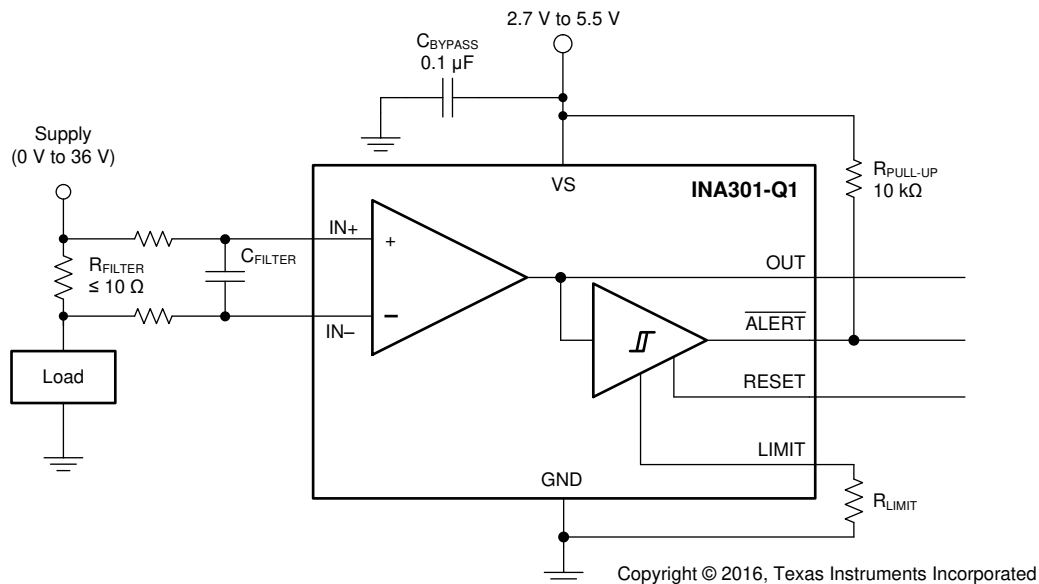 2.7 V to 5.5 V
CBYPASS
0.1 µF
Supply
(0 V to 36 V)
RPULL-UP
10 kΩ
VS
INA301-Q1
IN+
+
CFILTER
RFILTER
≤ 10 Ω
OUT
IN–
–
ALERT
Load
RESET
LIMIT
GND
RLIMIT
Copyright © 2016, Texas Instruments Incorporated